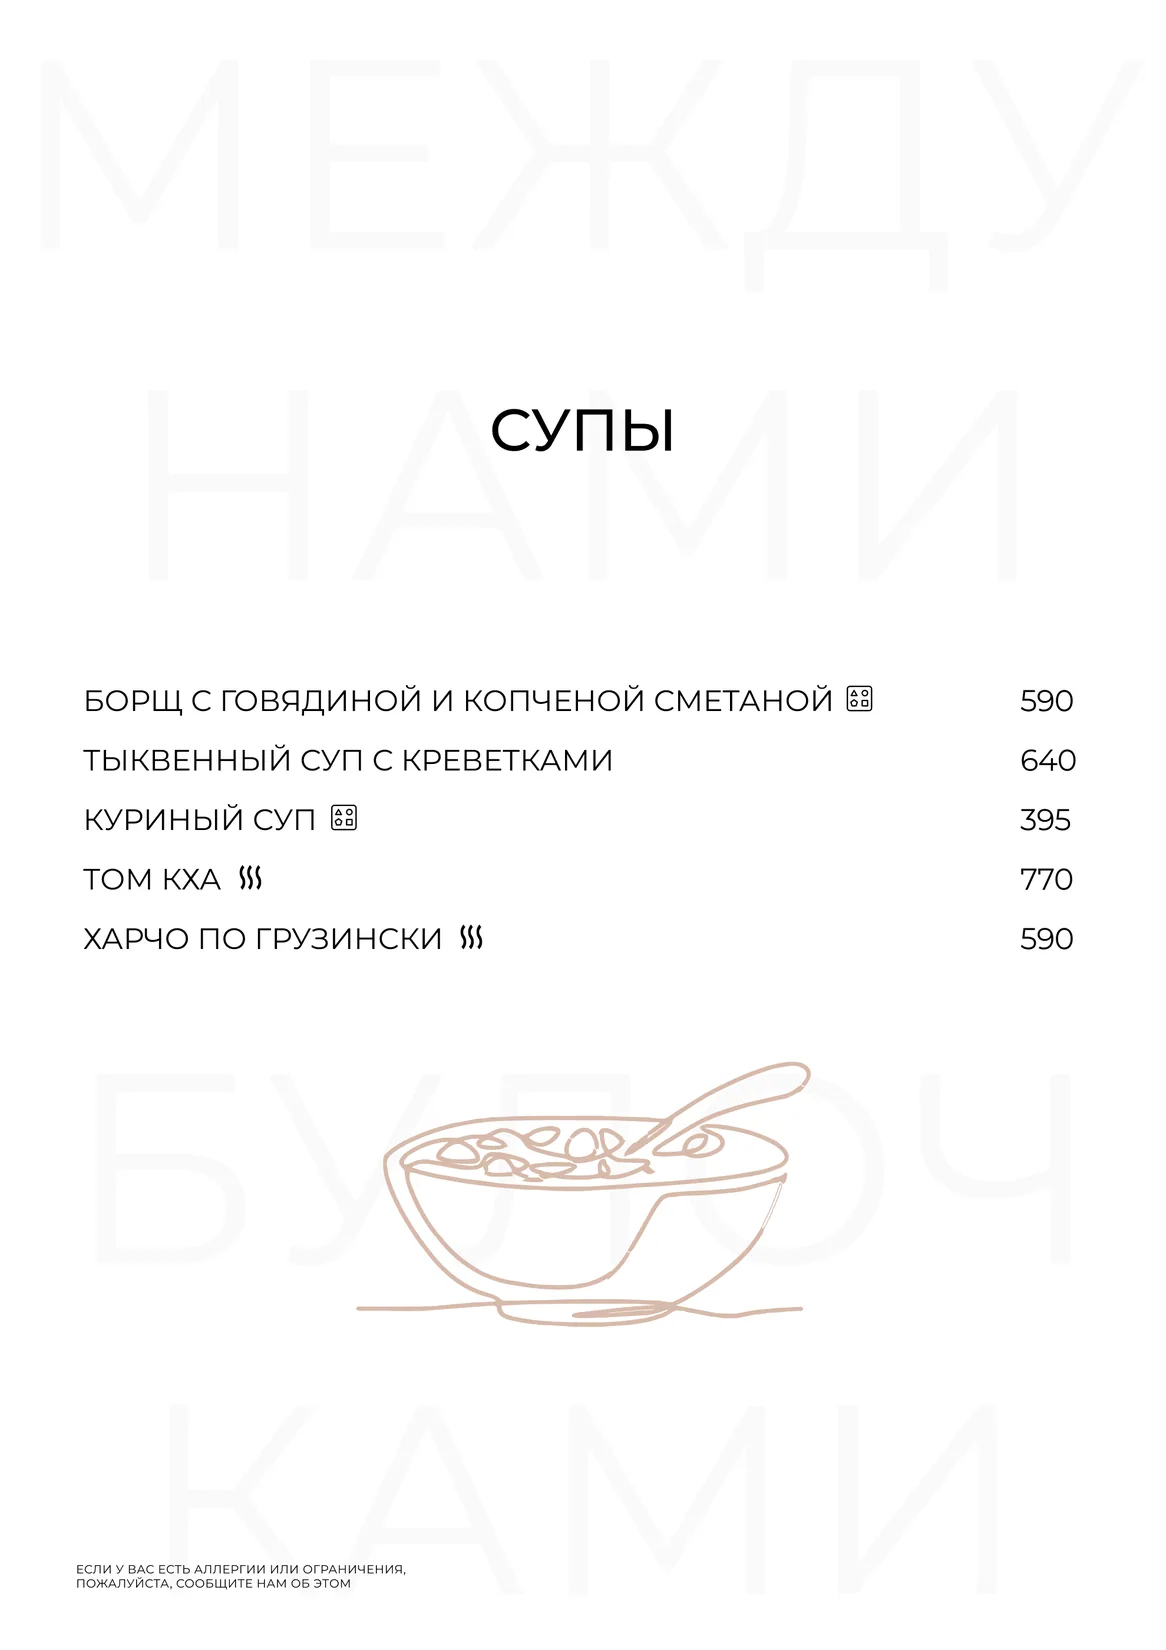 МЕЖДУ
НАМИ
СУПЫ
БОРЩ С ГОВЯДИНОЙ И КОПЧЕНОЙ СМЕТАНОЙ 590
ТЫКВЕННЫЙ СУП С КРЕВЕТКАМИ 640
КУРИНЫЙ СУП 395
ТОМ КХА 770
ХАРЧО ПО ГРУЗИНСКИ 590
БУЛОЧ
КАМИ
ЕСЛИ У ВАС ЕСТЬ АЛЛЕРГИИ ИЛИ ОГРАНИЧЕНИЯ,
ПОЖАЛУЙСТА, СООБЩИТЕ НАМ ОБ ЭТОМ